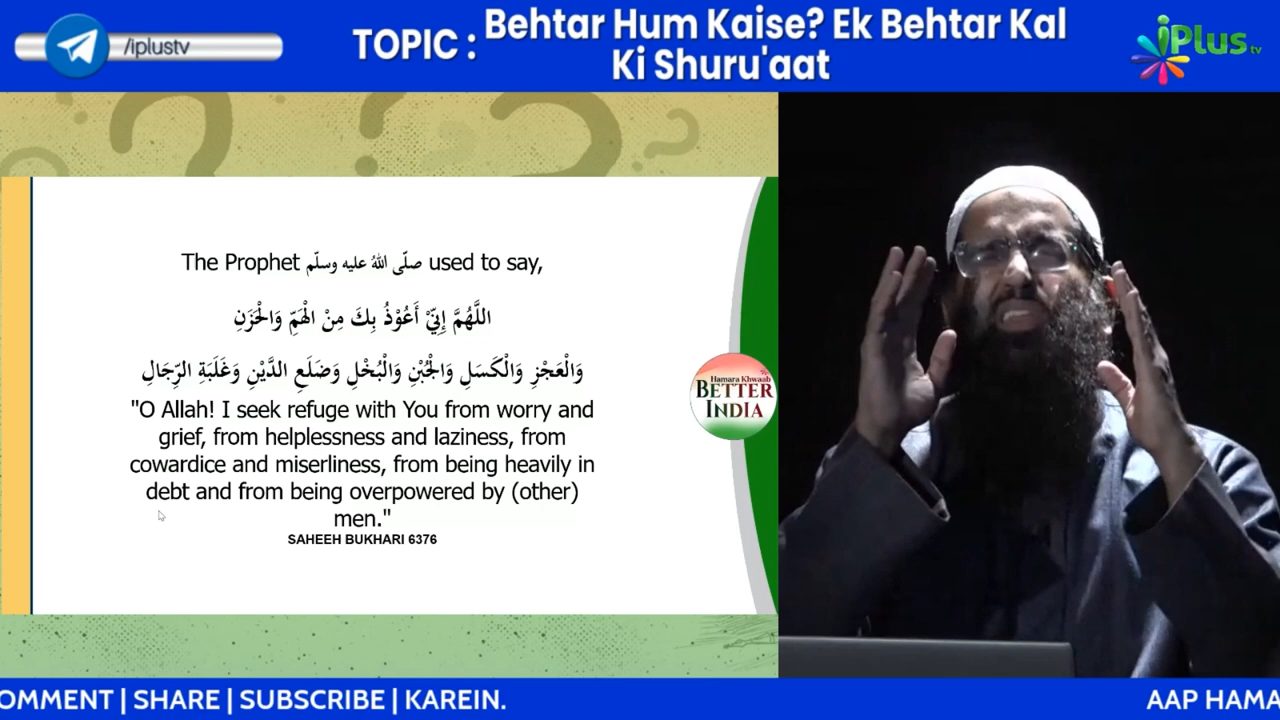 /iplustv
TOPIC :
Behtar Hum Kaise? Ek Behtar Kal
Ki Shuru'aat
iPlus tv
The Prophet صلّى اللهُ عليه وسلّم used to say,
اللَّهُمَّ إِنِّيْ أَعُوْذُ بِكَ مِنْ الْهَمِّ وَالْحَزَنِ
وَالْعَجْزِ وَالْكَسَلِ وَالْجُبْنِ وَالْبُخْلِ وَضَلَعِ الدَّيْنِ وَغَلَبَةِ الرِّجَالِ
"O Allah! I seek refuge with You from worry and
grief, from helplessness and laziness, from
cowardice and miserliness, from being heavily in
debt and from being overpowered by (other)
men."
SAHEEH BUKHARI 6376
Hamara Khwaab
BETTER
INDIA
OMMENT | SHARE | SUBSCRIBE | KAREIN.
AAP HAMA